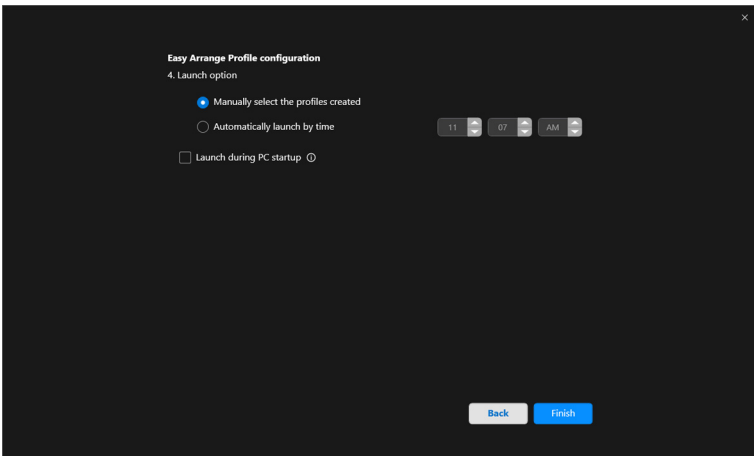 Easy Arrange Profile configuration
4. Launch option
Manually select the profiles created
Automatically launch by time 11 07 AM
Launch during PC startup
Back Finish